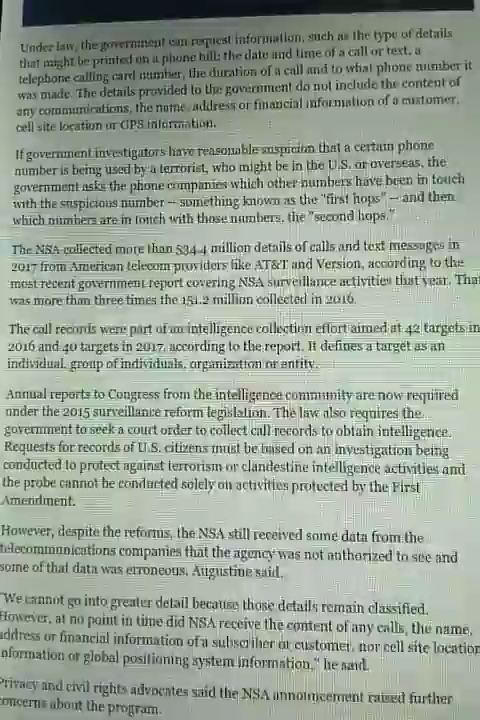 Under law, the government can request information, such as the type of details
that might be printed on a phone bill: the date and time of a call or text, a
telephone calling card number, the duration of a call and to what phone number it
was made. The details provided to the government do not include the content of
any communications, the name, address or financial information of a customer,
cell site location or GPS information.
If government investigators have reasonable suspicion that a certain phone
number is being used by a terrorist, who might be in the U.S. or overseas, the
government asks the phone companies which other numbers have been in touch
with the suspicious number — something known as the "first hops" — and then
which numbers are in touch with those numbers, the "second hops."
The NSA collected more than 534.4 million details of calls and text messages in
2017 from American telecom providers like AT&T and Version, according to the
most recent government report covering NSA surveillance activities that year. That
was more than three times the 151.2 million collected in 2016.
The call records were part of an intelligence collection effort aimed at 42 targets in
2016 and 40 targets in 2017, according to the report. It defines a target as an
individual, group of individuals, organization or entity.
Annual reports to Congress from the intelligence community are now required
under the 2015 surveillance reform legislation. The law also requires the
government to seek a court order to collect call records to obtain intelligence.
Requests for records of U.S. citizens must be based on an investigation being
conducted to protect against terrorism or clandestine intelligence activities and
the probe cannot be conducted solely on activities protected by the First
Amendment.
However, despite the reforms, the NSA still received some data from the
telecommunications companies that the agency was not authorized to see and
some of that data was erroneous, Augustine said.
"We cannot go into greater detail because those details remain classified.
However, at no point in time did NSA receive the content of any calls, the name,
address or financial information of a subscriber or customer, nor cell site location
information or global positioning system information," he said.
Privacy and civil rights advocates said the NSA announcement raised further
concerns about the program.